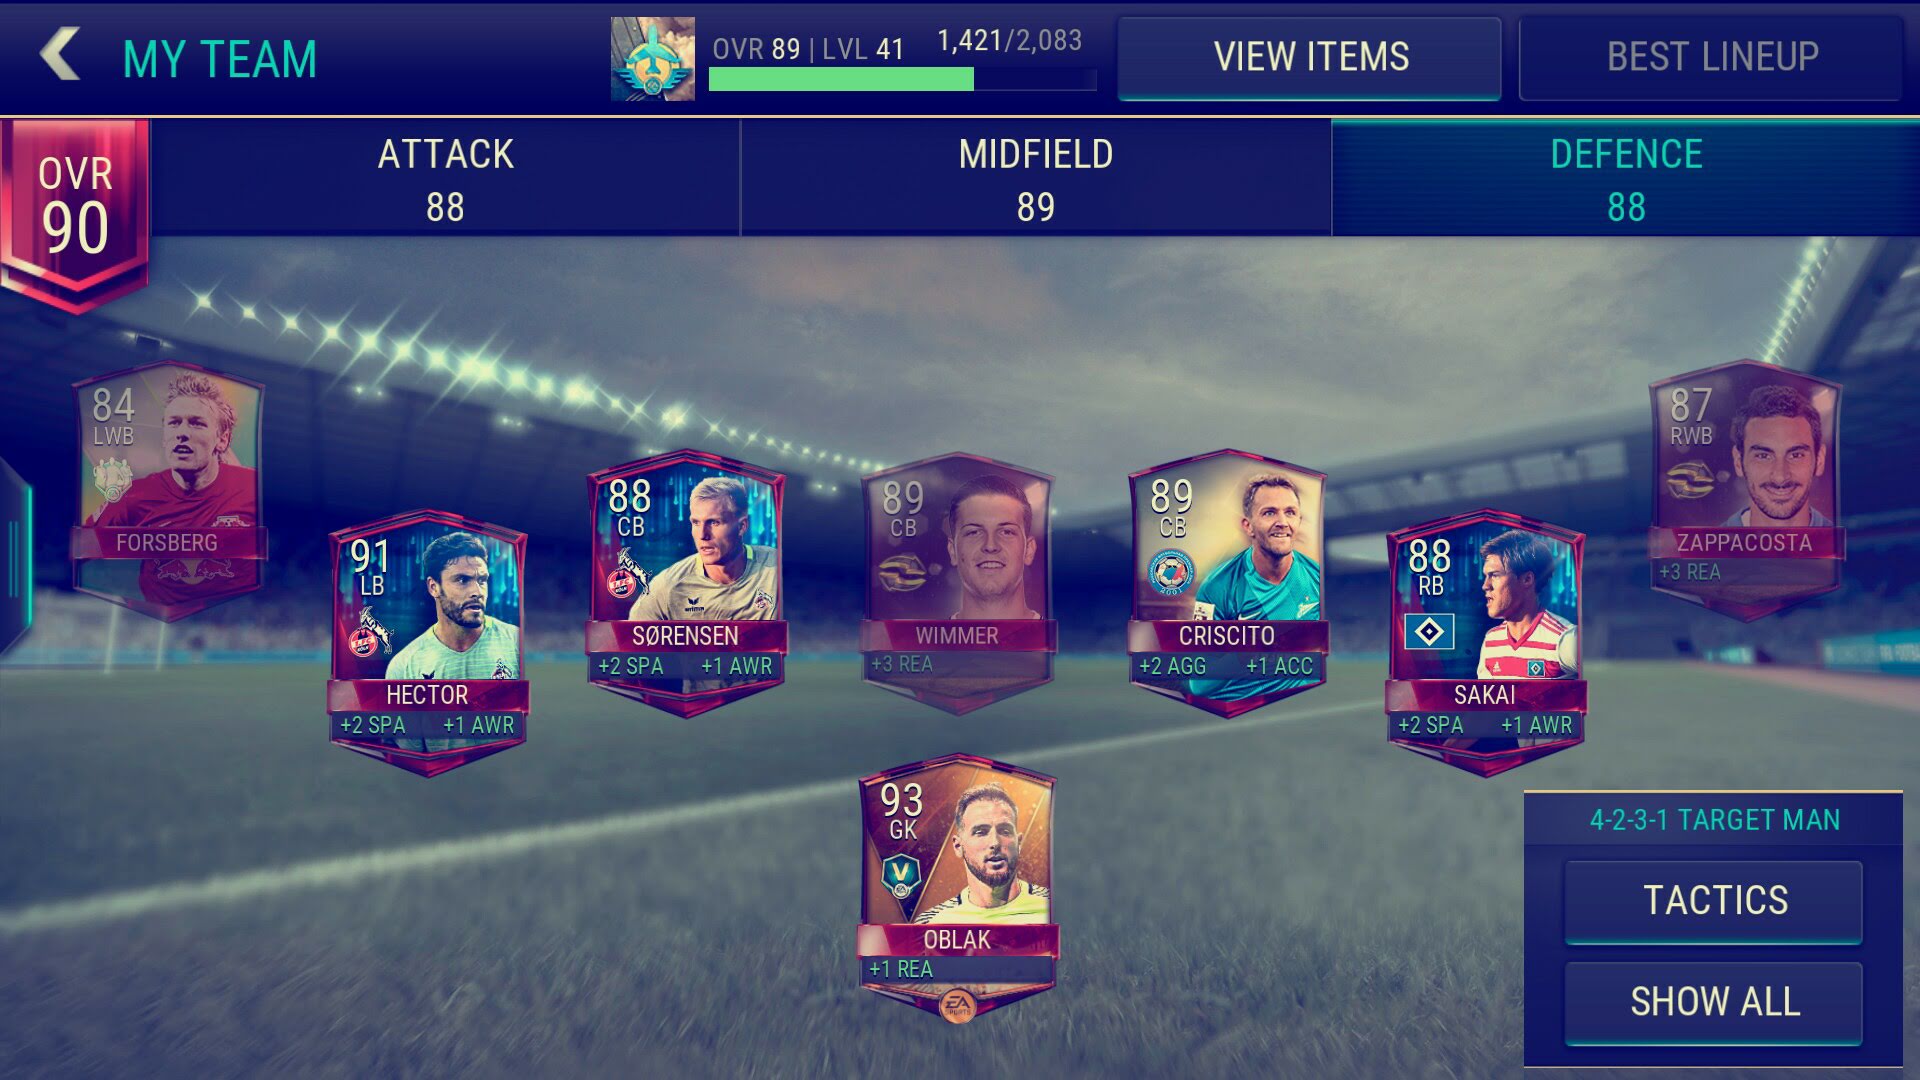 MY TEAM
OVR 89 | LVL 41
1,421/2,083
VIEW ITEMS
BEST LINEUP
OVR
90
ATTACK
88
MIDFIELD
89
DEFENCE
88
84
LWB
FORSBERG
91
LB
HECTOR
+2 SPA +1 AWR
88
CB
SØRENSEN
+2 SPA +1 AWR
89
CB
WIMMER
+3 REA
89
CB
CRISCITO
+2 AGG +1 ACC
88
RB
SAKAI
+2 SPA +1 AWR
87
RWB
ZAPPACOSTA
+3 REA
93
GK
V
OBLAK
+1 REA
EA
SPORTS
4-2-3-1 TARGET MAN
TACTICS
SHOW ALL